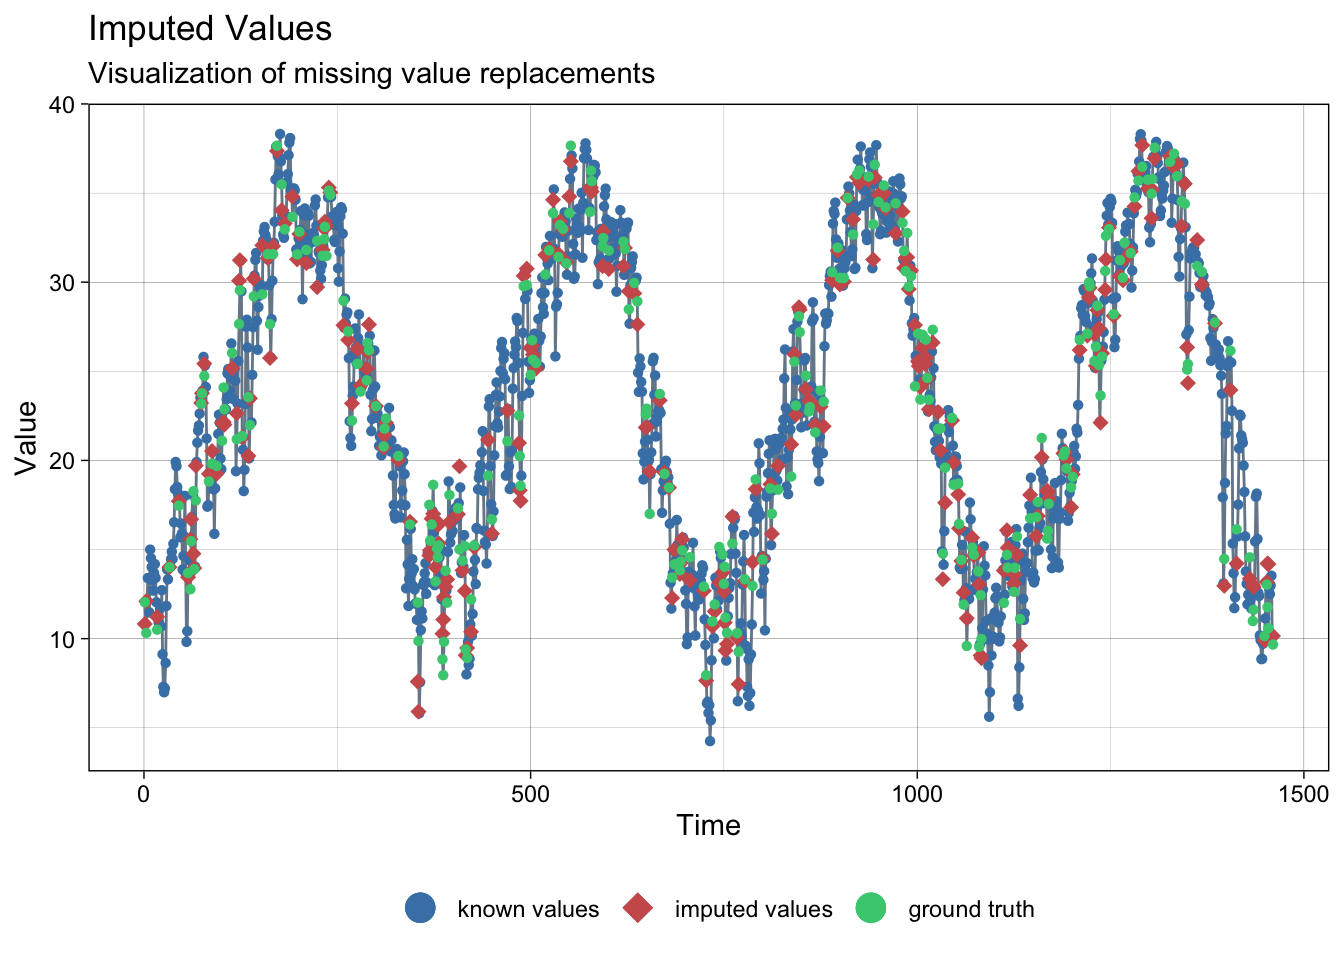 Imputed Values
Visualization of missing value replacements
40
30
20
10
Value
0
500
1000
1500
Time
known values
imputed values
ground truth